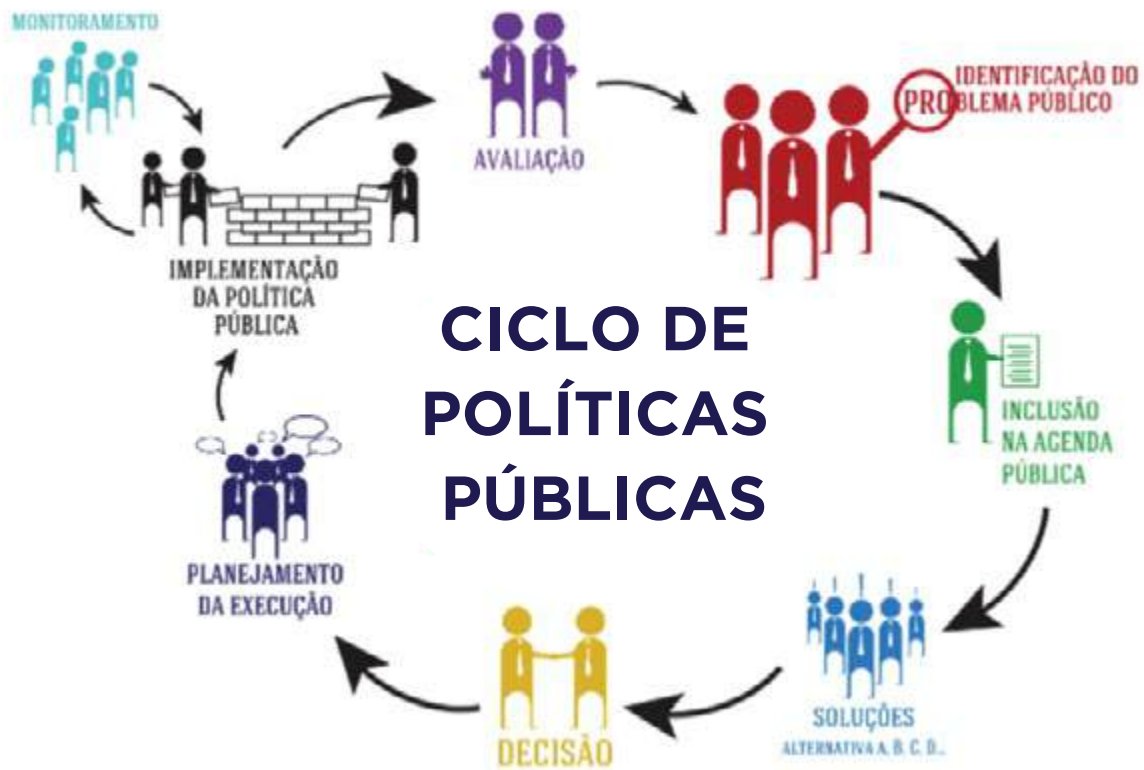 MONITORAMENTO
AVALIAÇÃO
IDENTIFICAÇÃO DO
PROBLEMA PÚBLICO
IMPLEMENTAÇÃO
DA POLÍTICA
PÚBLICA
CICLO DE
POLÍTICAS
PÚBLICAS
INCLUSÃO
NA AGENDA
PÚBLICA
PLANEJAMENTO
DA EXECUÇÃO
SOLUÇÕES
ALTERNATIVA A, B, C, D...
DECISÃO